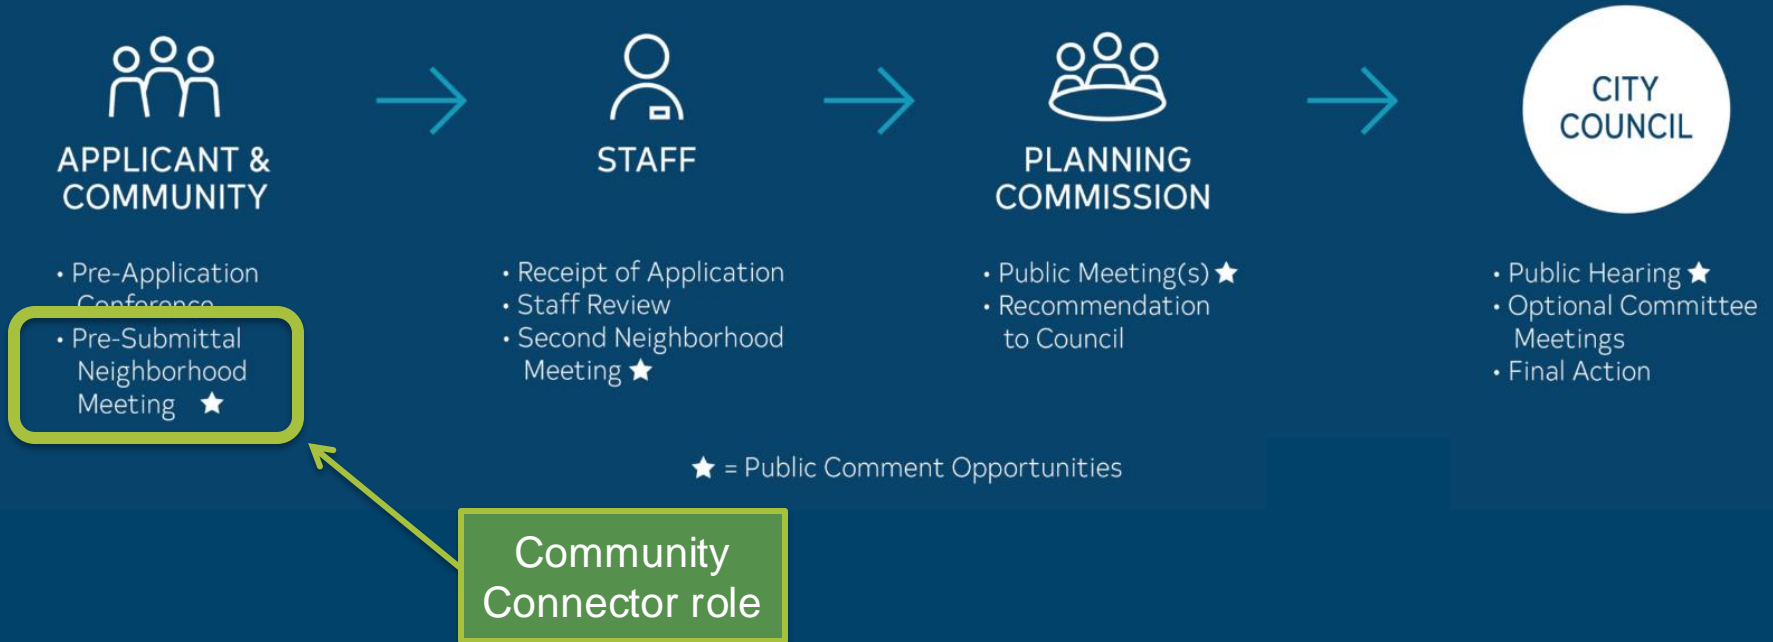 APPLICANT &
COMMUNITY
• Pre-Application
Conference
• Pre-Submittal
Neighborhood
Meeting ★
STAFF
• Receipt of Application
• Staff Review
• Second Neighborhood
Meeting ★
PLANNING
COMMISSION
• Public Meeting(s) ★
• Recommendation
to Council
CITY
COUNCIL
• Public Hearing ★
• Optional Committee
Meetings
• Final Action
★ = Public Comment Opportunities
Community
Connector role